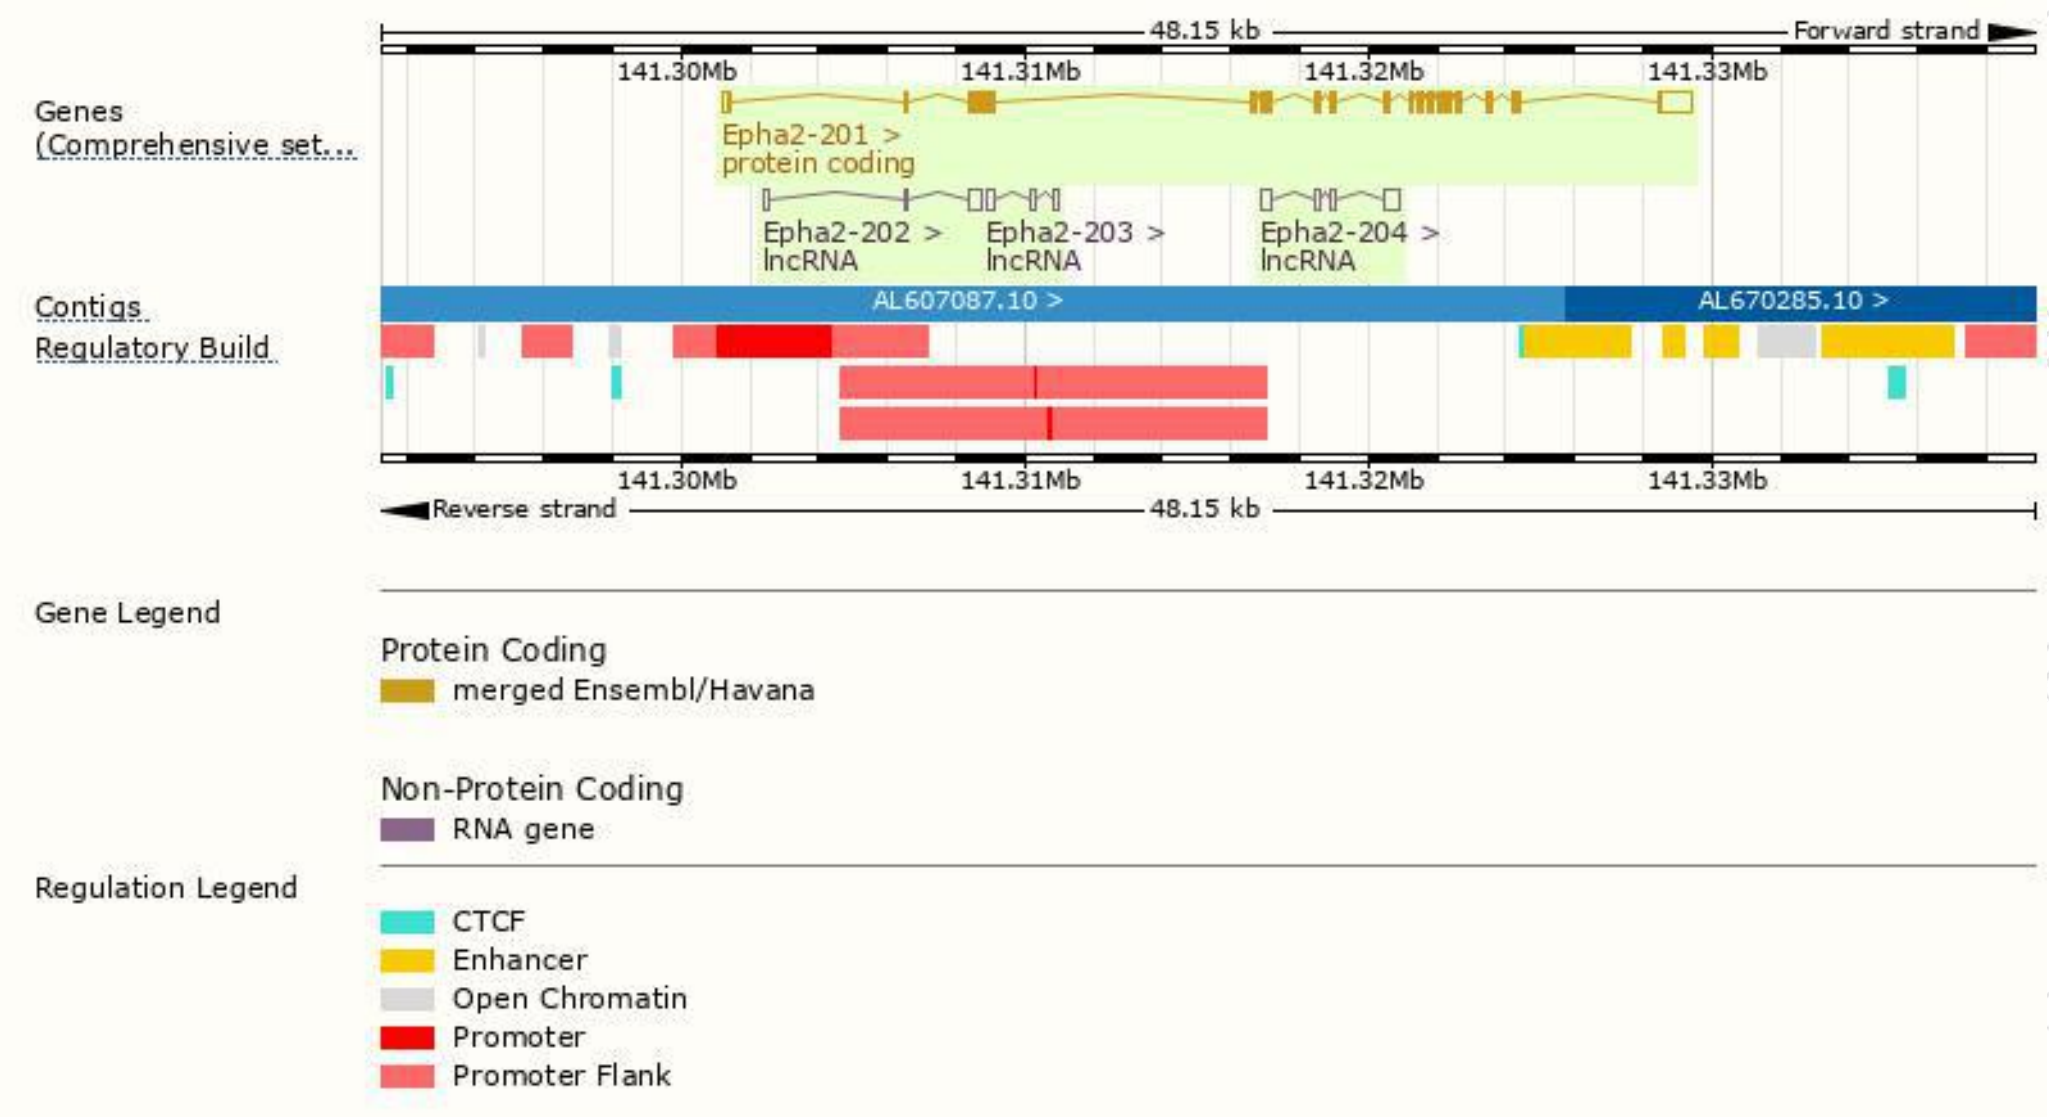 48.15 kb Forward strand
141.30Mb 141.31Mb 141.32Mb 141.33Mb
Genes
(Comprehensive set...
Epha2-201 >
protein coding
Epha2-202 > Epha2-203 > Epha2-204 >
lncRNA lncRNA lncRNA
Contigs AL607087.10 > AL670285.10 >
Regulatory Build
141.30Mb 141.31Mb 141.32Mb 141.33Mb
Reverse strand 48.15 kb
Gene Legend
Protein Coding
merged Ensembl/Havana
Non-Protein Coding
RNA gene
Regulation Legend
CTCF
Enhancer
Open Chromatin
Promoter
Promoter Flank